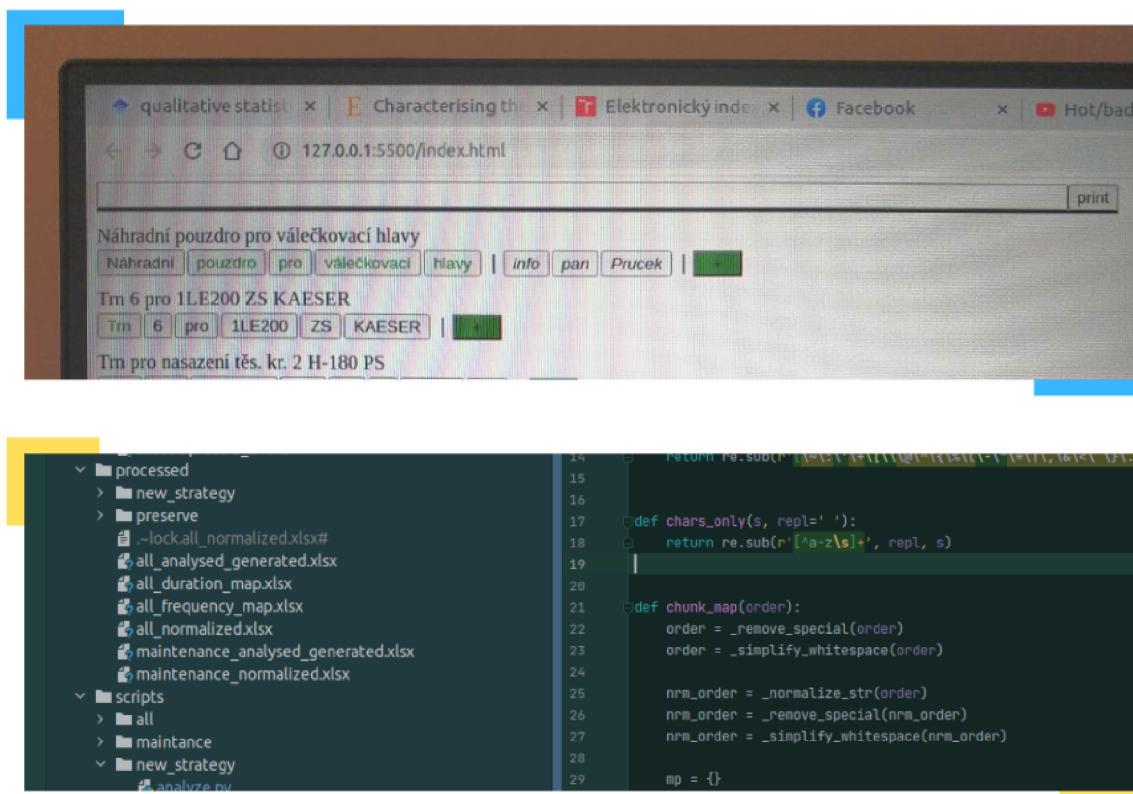 qualitative statist
Characterising the
Elektronický index
Facebook
Hot/bad
127.0.0.1:5500/index.html
print
Náhradní pouzdro pro válečkovací hlavy
Náhradní pouzdro pro válečkovací hlavy | info pan Prucek | +
Trn 6 pro 1LE200 ZS KAESER
Trn 6 pro 1LE200 ZS KAESER | +
Trn pro nasazení těs. kr. 2 H-180 PS
processed
new_strategy
preserve
.~lock.all_normalized.xlsx#
all_analysed_generated.xlsx
all_duration_map.xlsx
all_frequency_map.xlsx
all_normalized.xlsx
maintenance_analysed_generated.xlsx
maintenance_normalized.xlsx
scripts
all
maintance
new_strategy
analyze.py
14
15
16
17 def chars_only(s, repl=' '):
18 return re.sub(r'[^a-z\s]+', repl, s)
19
20
21 def chunk_map(order):
22 order = _remove_special(order)
23 order = _simplify_whitespace(order)
24
25 nrm_order = _normalize_str(order)
26 nrm_order = _remove_special(nrm_order)
27 nrm_order = _simplify_whitespace(nrm_order)
28
29 mp = {}